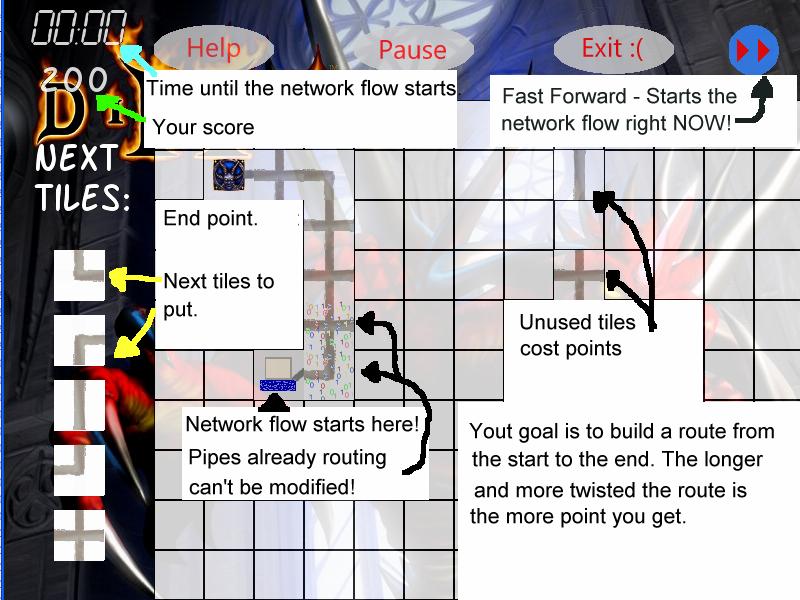 00:00
Help
Pause
Exit :(
200
Time until the network flow starts
Your score
Fast Forward - Starts the
network flow right NOW!
NEXT
TILES:
End point.
Next tiles to
put.
Unused tiles
cost points
Network flow starts here!
Pipes already routing
can't be modified!
Yout goal is to build a route from
the start to the end. The longer
and more twisted the route is
the more point you get.